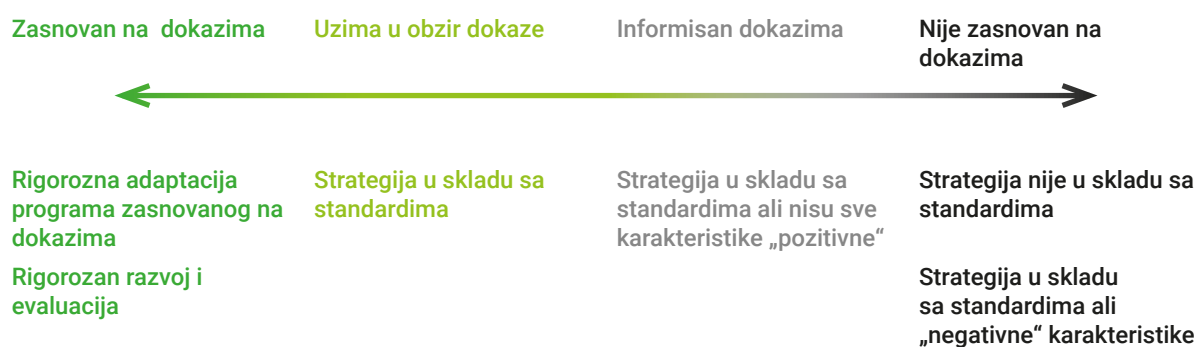 Zasnovan na dokazima
Uzima u obzir dokaze
Informisan dokazima
Nije zasnovan na
dokazima
Rigorozna adaptacija
programa zasnovanog na
dokazima
Rigorozan razvoj i
evaluacija
Strategija u skladu sa
standardima
Strategija u skladu sa
standardima ali nisu sve
karakteristike „pozitivne“
Strategija nije u skladu sa
standardima
Strategija u skladu
sa standardima ali
„negativne“ karakteristike